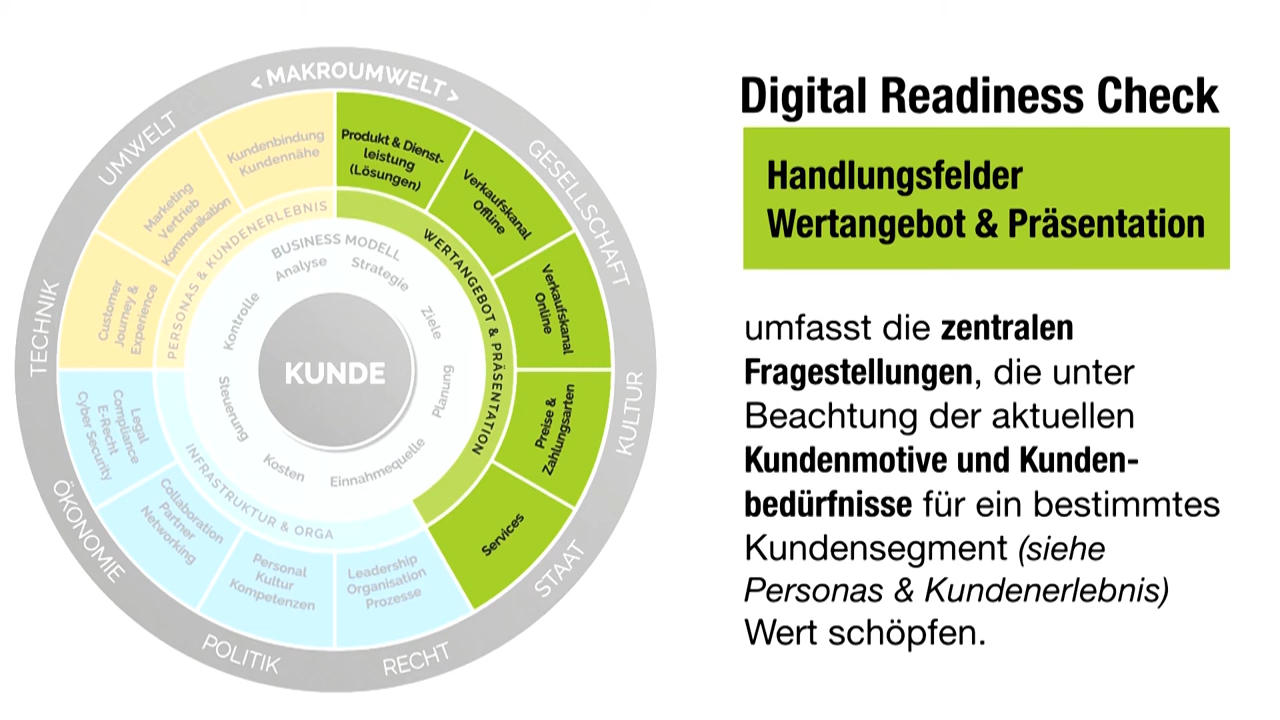 < MAKROUMWELT >
GESELLSCHAFT
KULTUR
STAAT
RECHT
POLITIK
ÖKONOMIE
TECHNIK
UMWELT
Produkt & Dienst-
leistung
(Lösungen)
Verkaufskanal
Offline
Verkaufskanal
Online
Preise &
Zahlungsarten
Services
Leadership
Organisation
Prozesse
Personal
Kultur
Kompetenzen
Collaboration
Partner
Networking
Legal
Compliance
E-Recht
Cyber Security
Customer
Journey &
Experience
Marketing
Vertrieb
Kommunikation
Kundenbindung
Kundennähe
WERTANGEBOT & PRÄSENTATION
INFRASTRUKTUR & ORGA
PERSONAS & KUNDENERLEBNIS
BUSINESS MODELL
Analyse
Strategie
Ziele
Planung
Einnahmequelle
Kosten
Steuerung
Kontrolle
KUNDE
Digital Readiness Check
Handlungsfelder
Wertangebot & Präsentation
umfasst die zentralen
Fragestellungen, die unter
Beachtung der aktuellen
Kundenmotive und Kunden-
bedürfnisse für ein bestimmtes
Kundensegment (siehe
Personas & Kundenerlebnis)
Wert schöpfen.